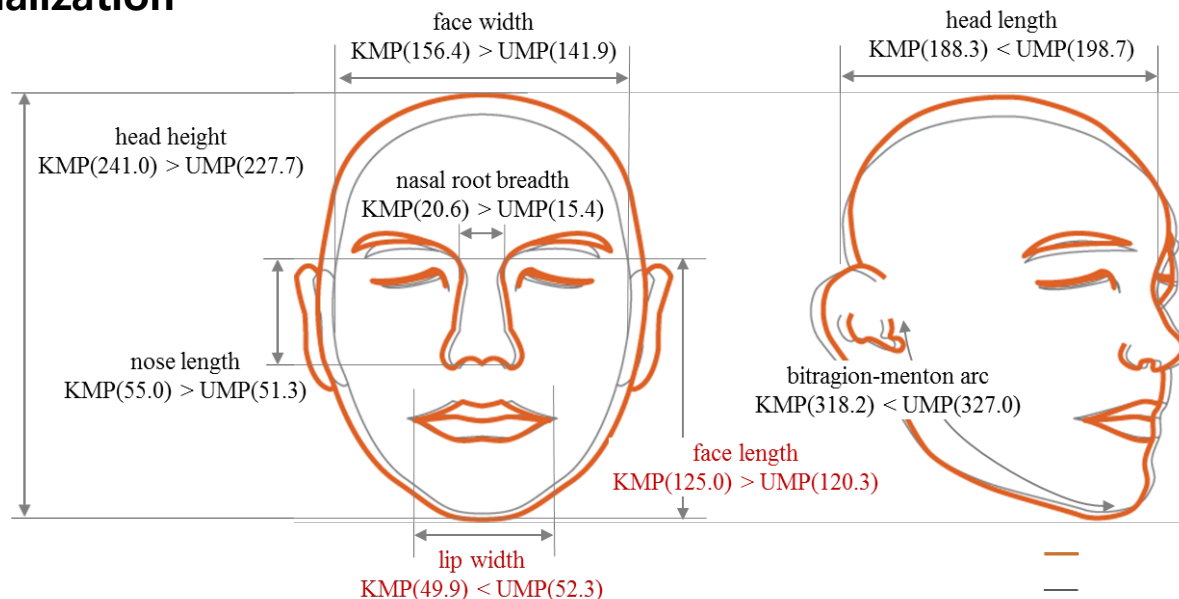 face width
KMP(156.4) > UMP(141.9)
head length
KMP(188.3) < UMP(198.7)
head height
KMP(241.0) > UMP(227.7)
nasal root breadth
KMP(20.6) > UMP(15.4)
nose length
KMP(55.0) > UMP(51.3)
bitragion-menton arc
KMP(318.2) < UMP(327.0)
face length
KMP(125.0) > UMP(120.3)
lip width
KMP(49.9) < UMP(52.3)